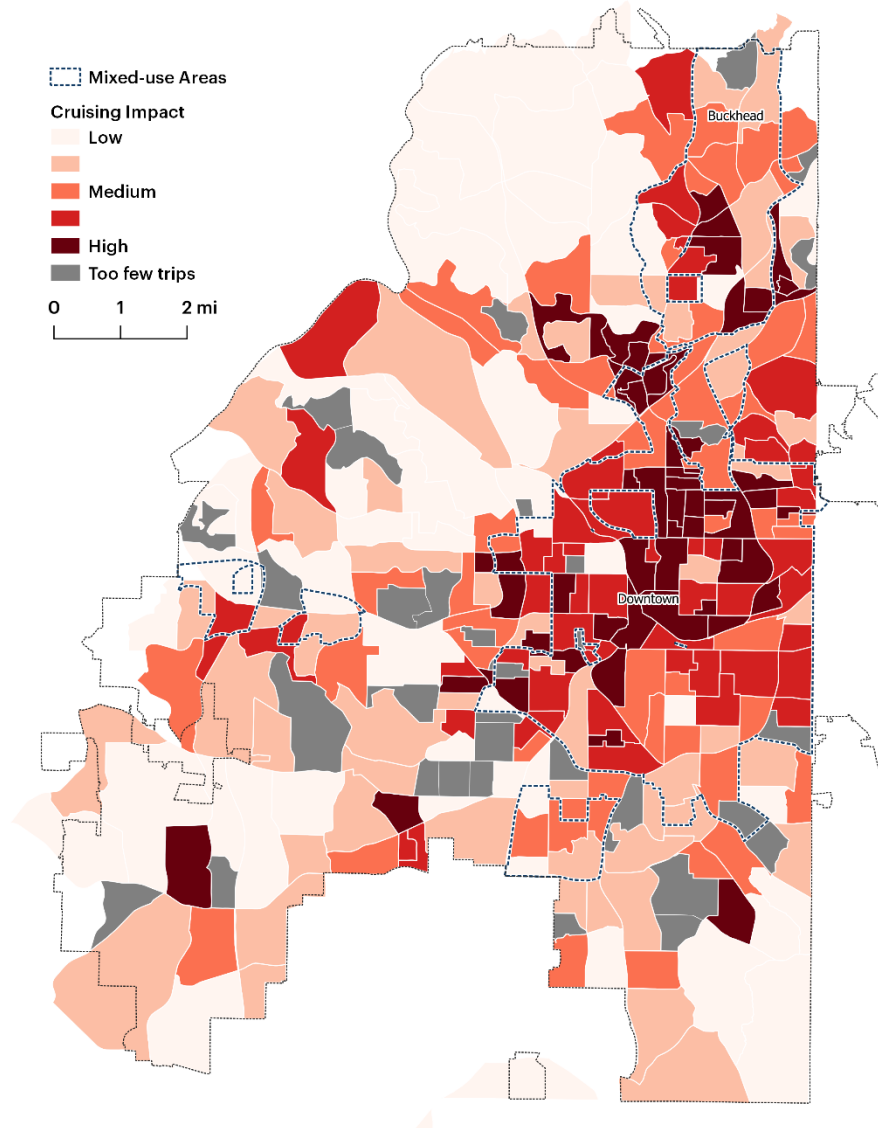 Mixed-use Areas
Cruising Impact
Low
Medium
High
Too few trips
0 1 2 mi
Buckhead
Downtown